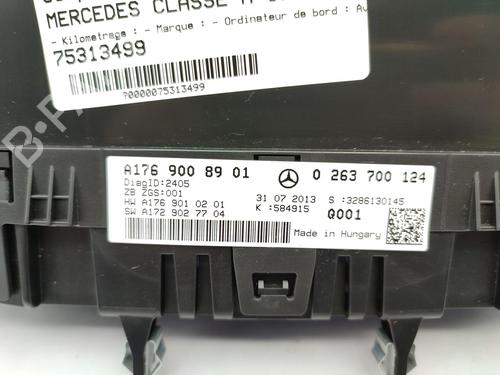 MERCEDES CLASSE A
- Kilometrage : - Marque : - Ordinateur de bord :
75313499
?0000075313499
A176 900 89 01 0 263 700 124
DiagID:2405
ZB ZGS:001 31 07 2013 S :3286130145
HW A176 901 02 01 K :584915 Q001
SW A172 902 77 04 Made in Hungary